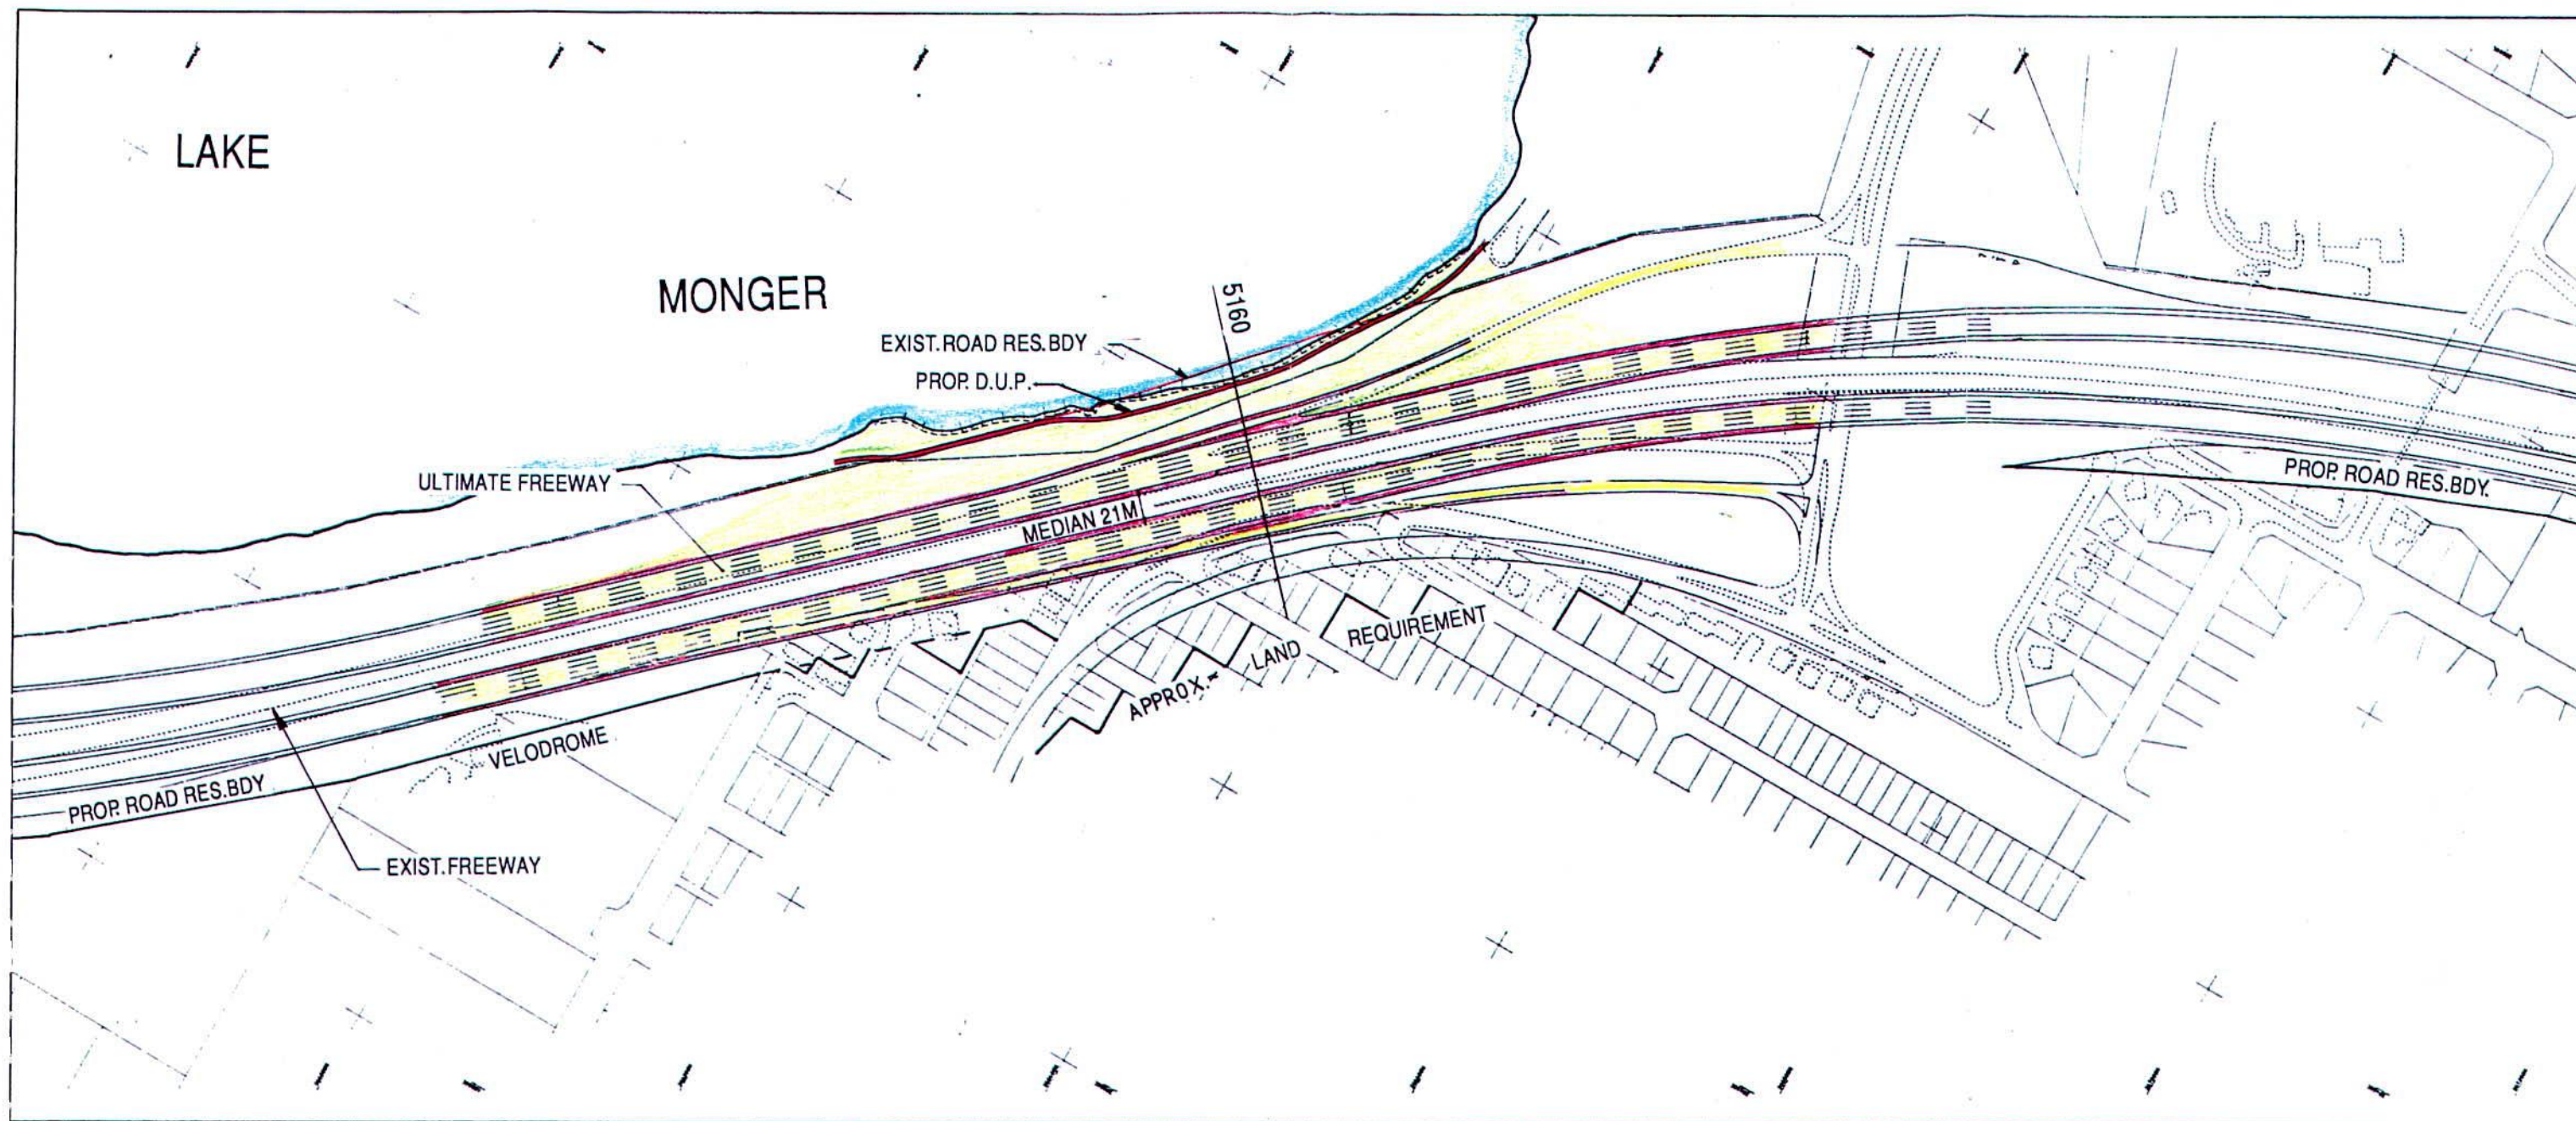 LAKE
MONGER
5160
EXIST.ROAD RES.BDY
PROP. D.U.P.
ULTIMATE FREEWAY
MEDIAN 21M
PROP. ROAD RES.BDY.
APPROX. LAND REQUIREMENT
VELODROME
PROP. ROAD RES.BDY
EXIST.FREEWAY